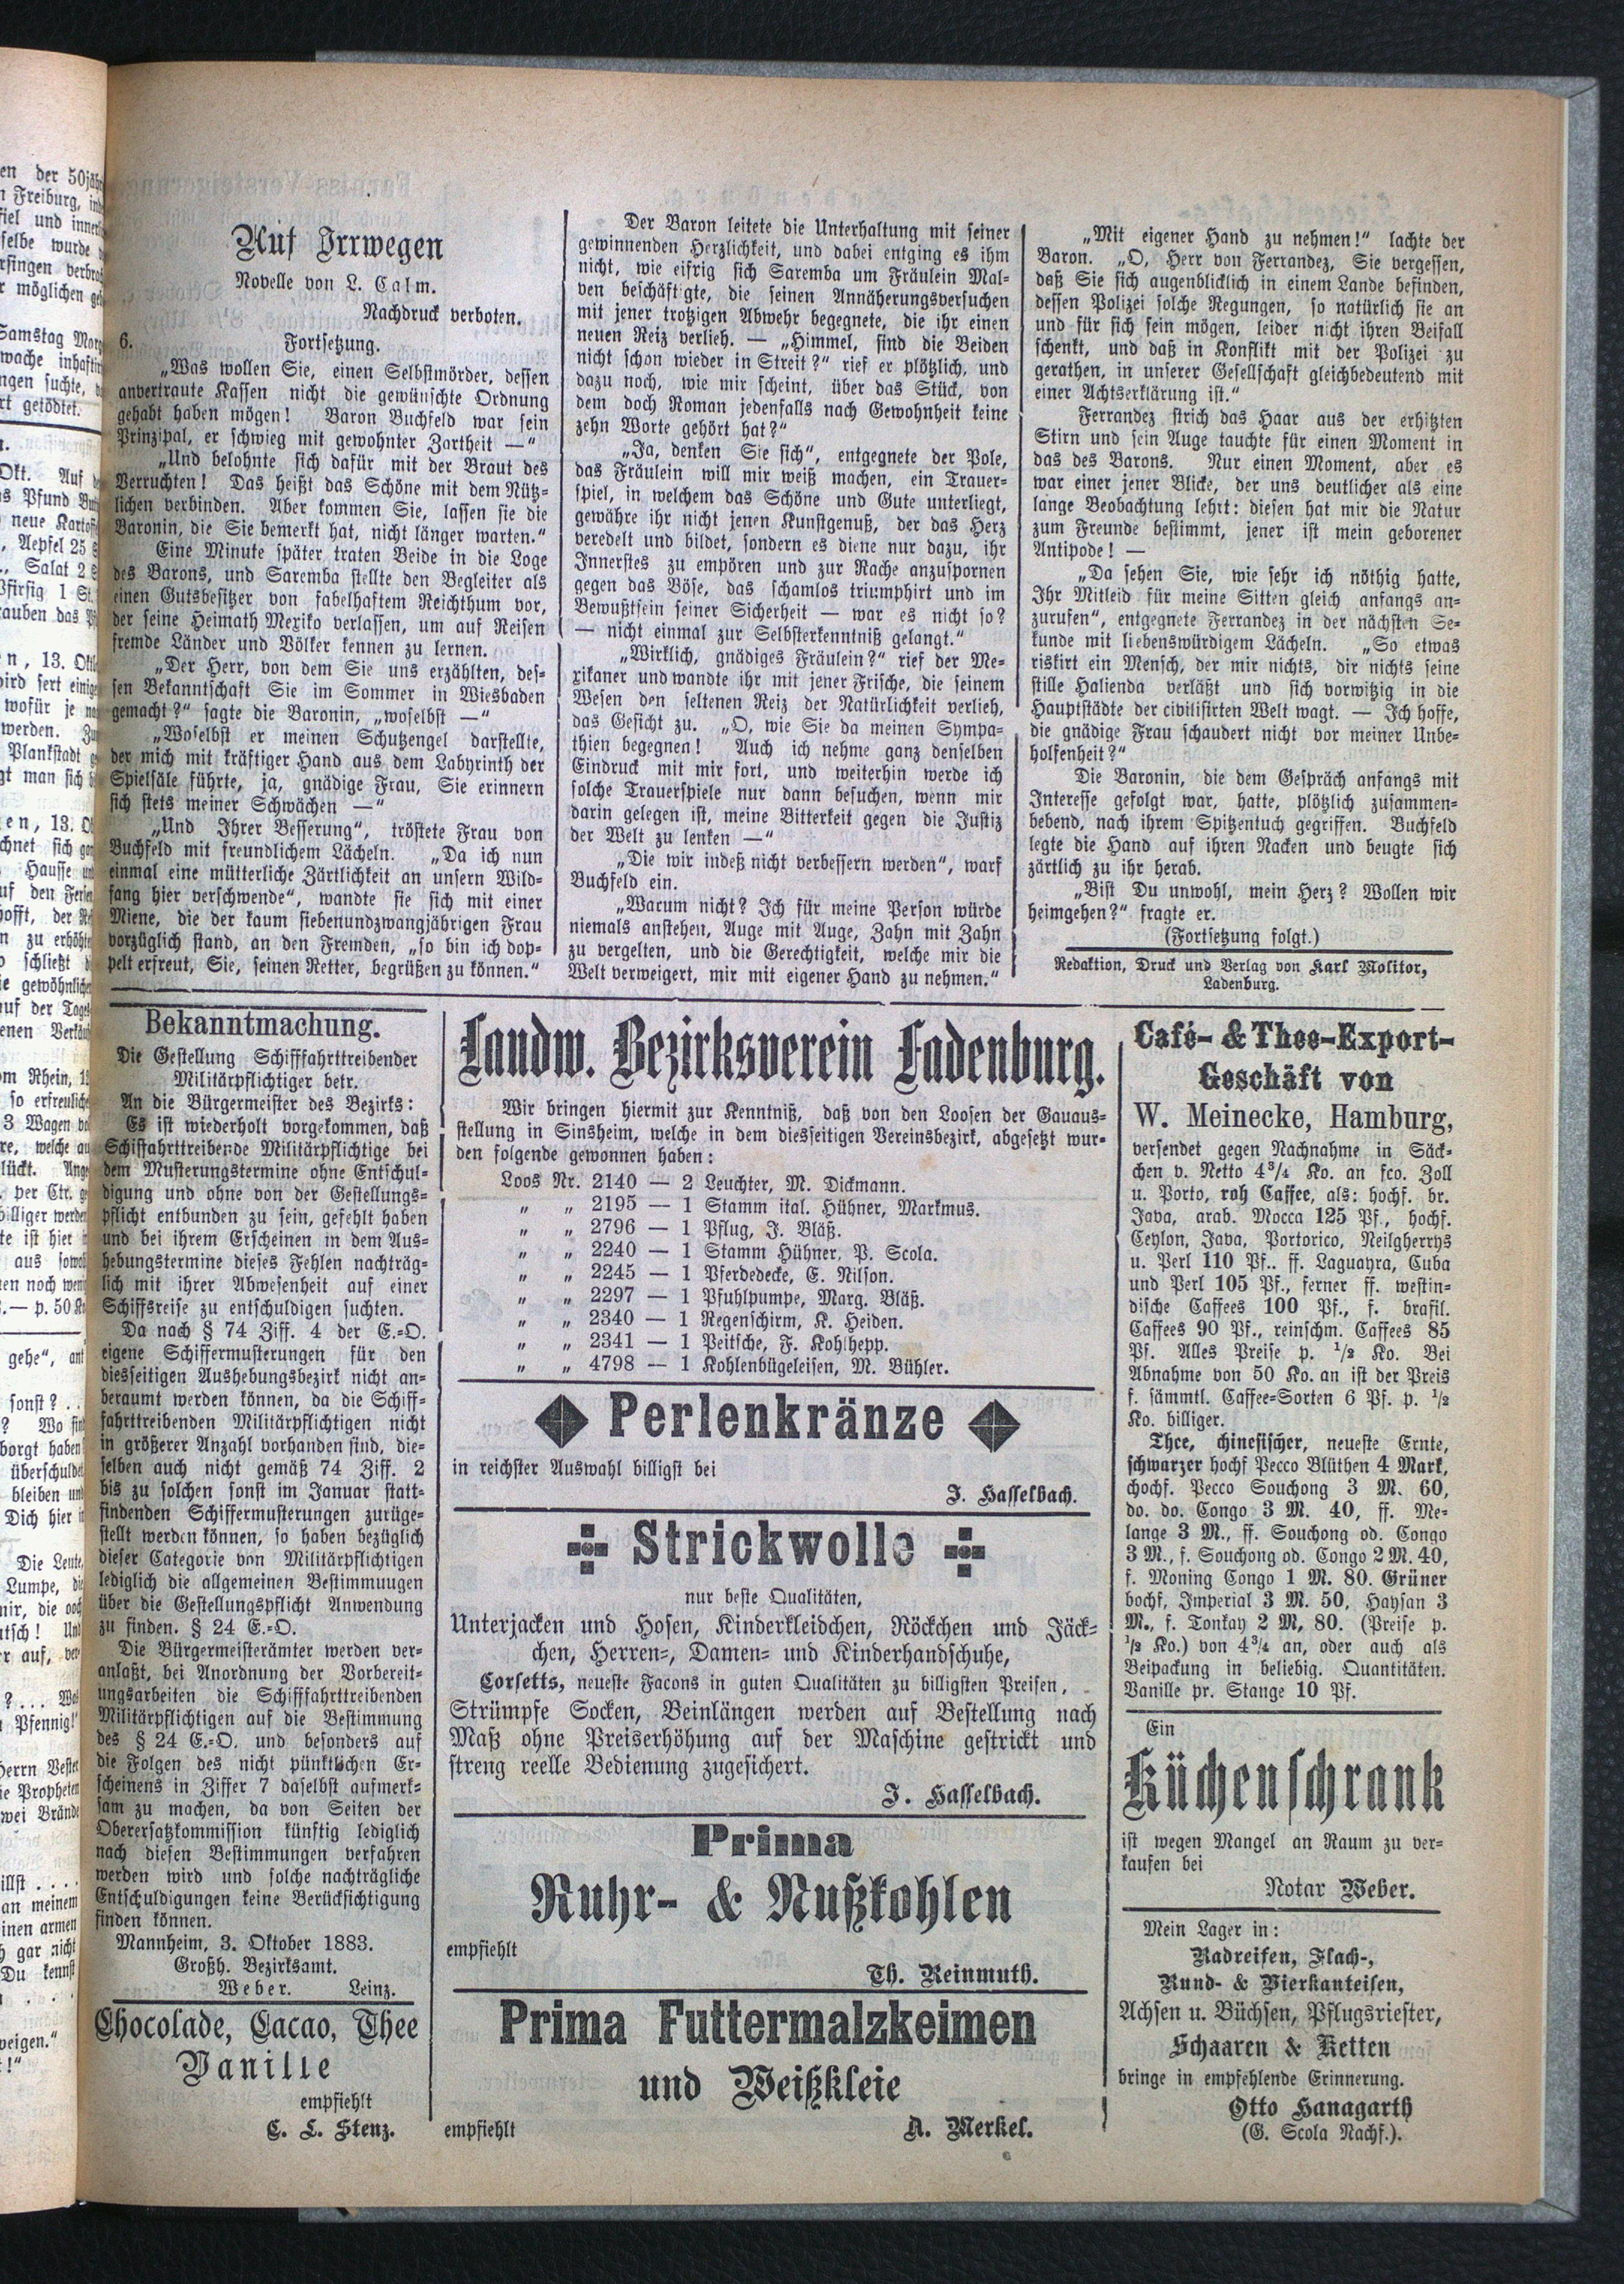 Auf Irrwegen
Novelle von L. Calm.
Nachdruck verboten.
6. Fortsetzung.
„Was wollen Sie, einen Selbstmörder, dessen
anvertraute Kassen nicht die gewünschte Ordnung
gehabt haben mögen! Baron Buchfeld war sein
Prinzipal, er schwieg mit gewohnter Zartheit —“
„Und belohnte sich dafür mit der Braut des
Verruchten! Das heißt das Schöne mit dem Nütz-
lichen verbinden. Aber kommen Sie, lassen sie die
Baronin, die Sie bemerkt hat, nicht länger warten.“
Eine Minute später traten Beide in die Loge
des Barons, und Saremba stellte den Begleiter als
einen Gutsbesitzer von fabelhaftem Reichthum vor,
der seine Heimath Mexiko verlassen, um auf Reisen
fremde Länder und Völker kennen zu lernen.
„Der Herr, von dem Sie uns erzählten, des-
sen Bekanntschaft Sie im Sommer in Wiesbaden
gemacht?“ sagte die Baronin, „woselbst —“
„Woselbst er meinen Schutzengel darstellte,
der mich mit kräftiger Hand aus dem Labyrinth der
Spielsäle führte, ja, gnädige Frau, Sie erinnern
sich stets meiner Schwächen —“
„Und Ihrer Besserung“, tröstete Frau von
Buchfeld mit freundlichem Lächeln. „Da ich nun
einmal eine mütterliche Zärtlichkeit an unsern Wild-
fang hier verschwende“, wandte sie sich mit einer
Miene, die der kaum siebenundzwangjährigen Frau
vorzüglich stand, an den Fremden, „so bin ich dop-
pelt erfreut, Sie, seinen Retter, begrüßen zu können.“
Der Baron leitete die Unterhaltung mit seiner
gewinnenden Herzlichkeit, und dabei entging es ihm
nicht, wie eifrig sich Saremba um Fräulein Mal-
ven beschäftigte, die seinen Annäherungsversuchen
mit jener trotzigen Abwehr begegnete, die ihr einen
neuen Reiz verlieh. — „Himmel, sind die Beiden
nicht schon wieder in Streit?“ rief er plötzlich, und
dazu noch, wie mir scheint, über das Stück, von
dem doch Roman jedenfalls nach Gewohnheit keine
zehn Worte gehört hat?“
„Ja, denken Sie sich“, entgegnete der Pole,
das Fräulein will mir weiß machen, ein Trauer-
spiel, in welchem das Schöne und Gute unterliegt,
gewähre ihr nicht jenen Kunstgenuß, der das Herz
veredelt und bildet, sondern es diene nur dazu, ihr
Innerstes zu empören und zur Rache anzuspornen
gegen das Böse, das schamlos triumphirt und im
Bewußtsein seiner Sicherheit — war es nicht so?
— nicht einmal zur Selbsterkenntniß gelangt.“
„Wirklich, gnädiges Fräulein?“ rief der Me-
xikaner und wandte ihr mit jener Frische, die seinem
Wesen den seltenen Reiz der Natürlichkeit verlieh,
das Gesicht zu. „O, wie Sie da meinen Sympa-
thien begegnen! Auch ich nehme ganz denselben
Eindruck mit mir fort, und weiterhin werde ich
solche Trauerspiele nur dann besuchen, wenn mir
darin gelegen ist, meine Bitterkeit gegen die Justiz
der Welt zu lenken —“
„Die wir indeß nicht verbessern werden“, warf
Buchfeld ein.
„Warum nicht? Ich für meine Person würde
niemals anstehen, Auge mit Auge, Zahn mit Zahn
zu vergelten, und die Gerechtigkeit, welche mir die
Welt verweigert, mir mit eigener Hand zu nehmen.“
„Mit eigener Hand zu nehmen!“ lachte der
Baron. „O, Herr von Ferrandez, Sie vergessen,
daß Sie sich augenblicklich in einem Lande befinden,
dessen Polizei solche Regungen, so natürlich sie an
und für sich sein mögen, leider nicht ihren Beifall
schenkt, und daß in Konflikt mit der Polizei zu
gerathen, in unserer Gesellschaft gleichbedeutend mit
einer Achtserklärung ist.“
Ferrandez strich das Haar aus der erhitzten
Stirn und sein Auge tauchte für einen Moment in
das des Barons. Nur einen Moment, aber es
war einer jener Blicke, der uns deutlicher als eine
lange Beobachtung lehrt: diesen hat mir die Natur
zum Freunde bestimmt, jener ist mein geborener
Antipode! —
„Da sehen Sie, wie sehr ich nöthig hatte,
Ihr Mitleid für meine Sitten gleich anfangs an-
zurufen“, entgegnete Ferrandez in der nächsten Se-
kunde mit liebenswürdigem Lächeln. „So etwas
riskirt ein Mensch, der mir nichts, dir nichts seine
stille Halienda verläßt und sich vorwitzig in die
Hauptstädte der civilisirten Welt wagt. — Ich hoffe,
die gnädige Frau schaudert nicht vor meiner Unbe-
holfenheit?“
Die Baronin, die dem Gespräch anfangs mit
Interesse gefolgt war, hatte, plötzlich zusammen-
bebend, nach ihrem Spitzentuch gegriffen. Buchfeld
legte die Hand auf ihren Nacken und beugte sich
zärtlich zu ihr herab.
„Bist Du unwohl, mein Herz? Wollen wir
heimgehen?“ fragte er.
(Fortsetzung folgt.)
Redaktion, Druck und Verlag von Karl Molitor,
Ladenburg.
Bekanntmachung.
Die Gestellung Schifffahrttreibender
Militärpflichtiger betr.
An die Bürgermeister des Bezirks:
Es ist wiederholt vorgekommen, daß
Schiffahrttreibende Militärpflichtige bei
dem Musterungstermine ohne Entschul-
digung und ohne von der Gestellungs-
pflicht entbunden zu sein, gefehlt haben
und bei ihrem Erscheinen in dem Aus-
hebungstermine dieses Fehlen nachträg-
lich mit ihrer Abwesenheit auf einer
Schiffsreise zu entschuldigen suchten.
Da nach § 74 Ziff. 4 der E.-O.
eigene Schiffermusterungen für den
diesseitigen Aushebungsbezirk nicht an-
beraumt werden können, da die Schiff-
fahrttreibenden Militärpflichtigen nicht
in größerer Anzahl vorhanden sind, die-
selben auch nicht gemäß 74 Ziff. 2
bis zu solchen sonst im Januar statt-
findenden Schiffermusterungen zurüge-
stellt werden können, so haben bezüglich
dieser Categorie von Militärpflichtigen
lediglich die allgemeinen Bestimmuugen
über die Gestellungspflicht Anwendung
zu finden. § 24 E.-O.
Die Bürgermeisterämter werden ver-
anlaßt, bei Anordnung der Vorbereit-
ungsarbeiten die Schifffahrttreibenden
Militärpflichtigen auf die Bestimmung
des § 24 E.-O. und besonders auf
die Folgen des nicht pünktlichen Er-
scheinens in Ziffer 7 daselbst aufmerk-
sam zu machen, da von Seiten der
Oberersatzkommission künftig lediglich
nach diesen Bestimmungen verfahren
werden wird und solche nachträgliche
Entschuldigungen keine Berücksichtigung
finden können.
Mannheim, 3. Oktober 1883.
Großh. Bezirksamt.
Weber. Leinz.
Chocolade, Cacao, Thee
Vanille
empfiehlt
C. L. Stenz.
Landw. Bezirksverein Ladenburg.
Wir bringen hiermit zur Kenntniß, daß von den Loosen der Gauaus-
stellung in Sinsheim, welche in dem diesseitigen Vereinsbezirk, abgesetzt wur-
den folgende gewonnen haben:
Loos Nr. 2140 — 2 Leuchter, M. Dickmann.
„ „ 2195 — 1 Stamm ital. Hühner, Markmus.
„ „ 2796 — 1 Pflug, J. Bläß.
„ „ 2240 — 1 Stamm Hühner, P. Scola.
„ „ 2245 — 1 Pferdedecke, E. Nilson.
„ „ 2297 — 1 Pfuhlpumpe, Marg. Bläß.
„ „ 2340 — 1 Regenschirm, K. Heiden.
„ „ 2341 — 1 Peitsche, F. Kohlhepp.
„ „ 4798 — 1 Kohlenbügeleisen, M. Bühler.
Perlenkränze
in reichster Auswahl billigst bei
J. Hasselbach.
Strickwolle
nur beste Qualitäten,
Unterjacken und Hosen, Kinderkleidchen, Röckchen und Jäck-
chen, Herren-, Damen- und Kinderhandschuhe,
Corsetts, neueste Facons in guten Qualitäten zu billigsten Preisen,
Strümpfe Socken, Beinlängen werden auf Bestellung nach
Maß ohne Preiserhöhung auf der Maschine gestrickt und
streng reelle Bedienung zugesichert.
J. Hasselbach.
Prima
Ruhr- & Nußkohlen
empfiehlt
Th. Reinmuth.
Prima Futtermalzkeimen
und Weißkleie
empfiehlt A. Merkel.
Café- & Thee-Export-
Geschäft von
W. Meinecke, Hamburg,
versendet gegen Nachnahme in Säck-
chen v. Netto 4¾ Ko. an fco. Zoll
u. Porto, roh Caffee, als: hochf. br.
Java, arab. Mocca 125 Pf., hochf.
Ceylon, Java, Portorico, Neilgherrys
u. Perl 110 Pf.. ff. Laguayra, Cuba
und Perl 105 Pf., ferner ff. westin-
dische Caffees 100 Pf., f. brasil.
Caffees 90 Pf., reinschm. Caffees 85
Pf. Alles Preise p. ½ Ko. Bei
Abnahme von 50 Ko. an ist der Preis
f. sämmtl. Caffee-Sorten 6 Pf. p. ½
Ko. billiger.
Thee, chinesischer, neueste Ernte,
schwarzer hochf Pecco Blüthen 4 Mark,
chochf. Pecco Souchong 3 M. 60,
do. do. Congo 3 M. 40, ff. Me-
lange 3 M., ff. Souchong od. Congo
3 M., f. Souchong od. Congo 2 M. 40,
f. Moning Congo 1 M. 80. Grüner
bochf, Imperial 3 M. 50, Haysan 3
M., f. Tonkay 2 M, 80. (Preise p.
½ Ko.) von 4¾ an, oder auch als
Beipackung in beliebig. Quantitäten.
Vanille pr. Stange 10 Pf.
Ein
Küchenschrank
ist wegen Mangel an Raum zu ver-
kaufen bei
Notar Weber.
Mein Lager in:
Radreifen, Flach-,
Rund- & Vierkanteisen,
Achsen u. Büchsen, Pflugsriester,
Schaaren & Ketten
bringe in empfehlende Erinnerung.
Otto Hanagarth
(G. Scola Nachf.).